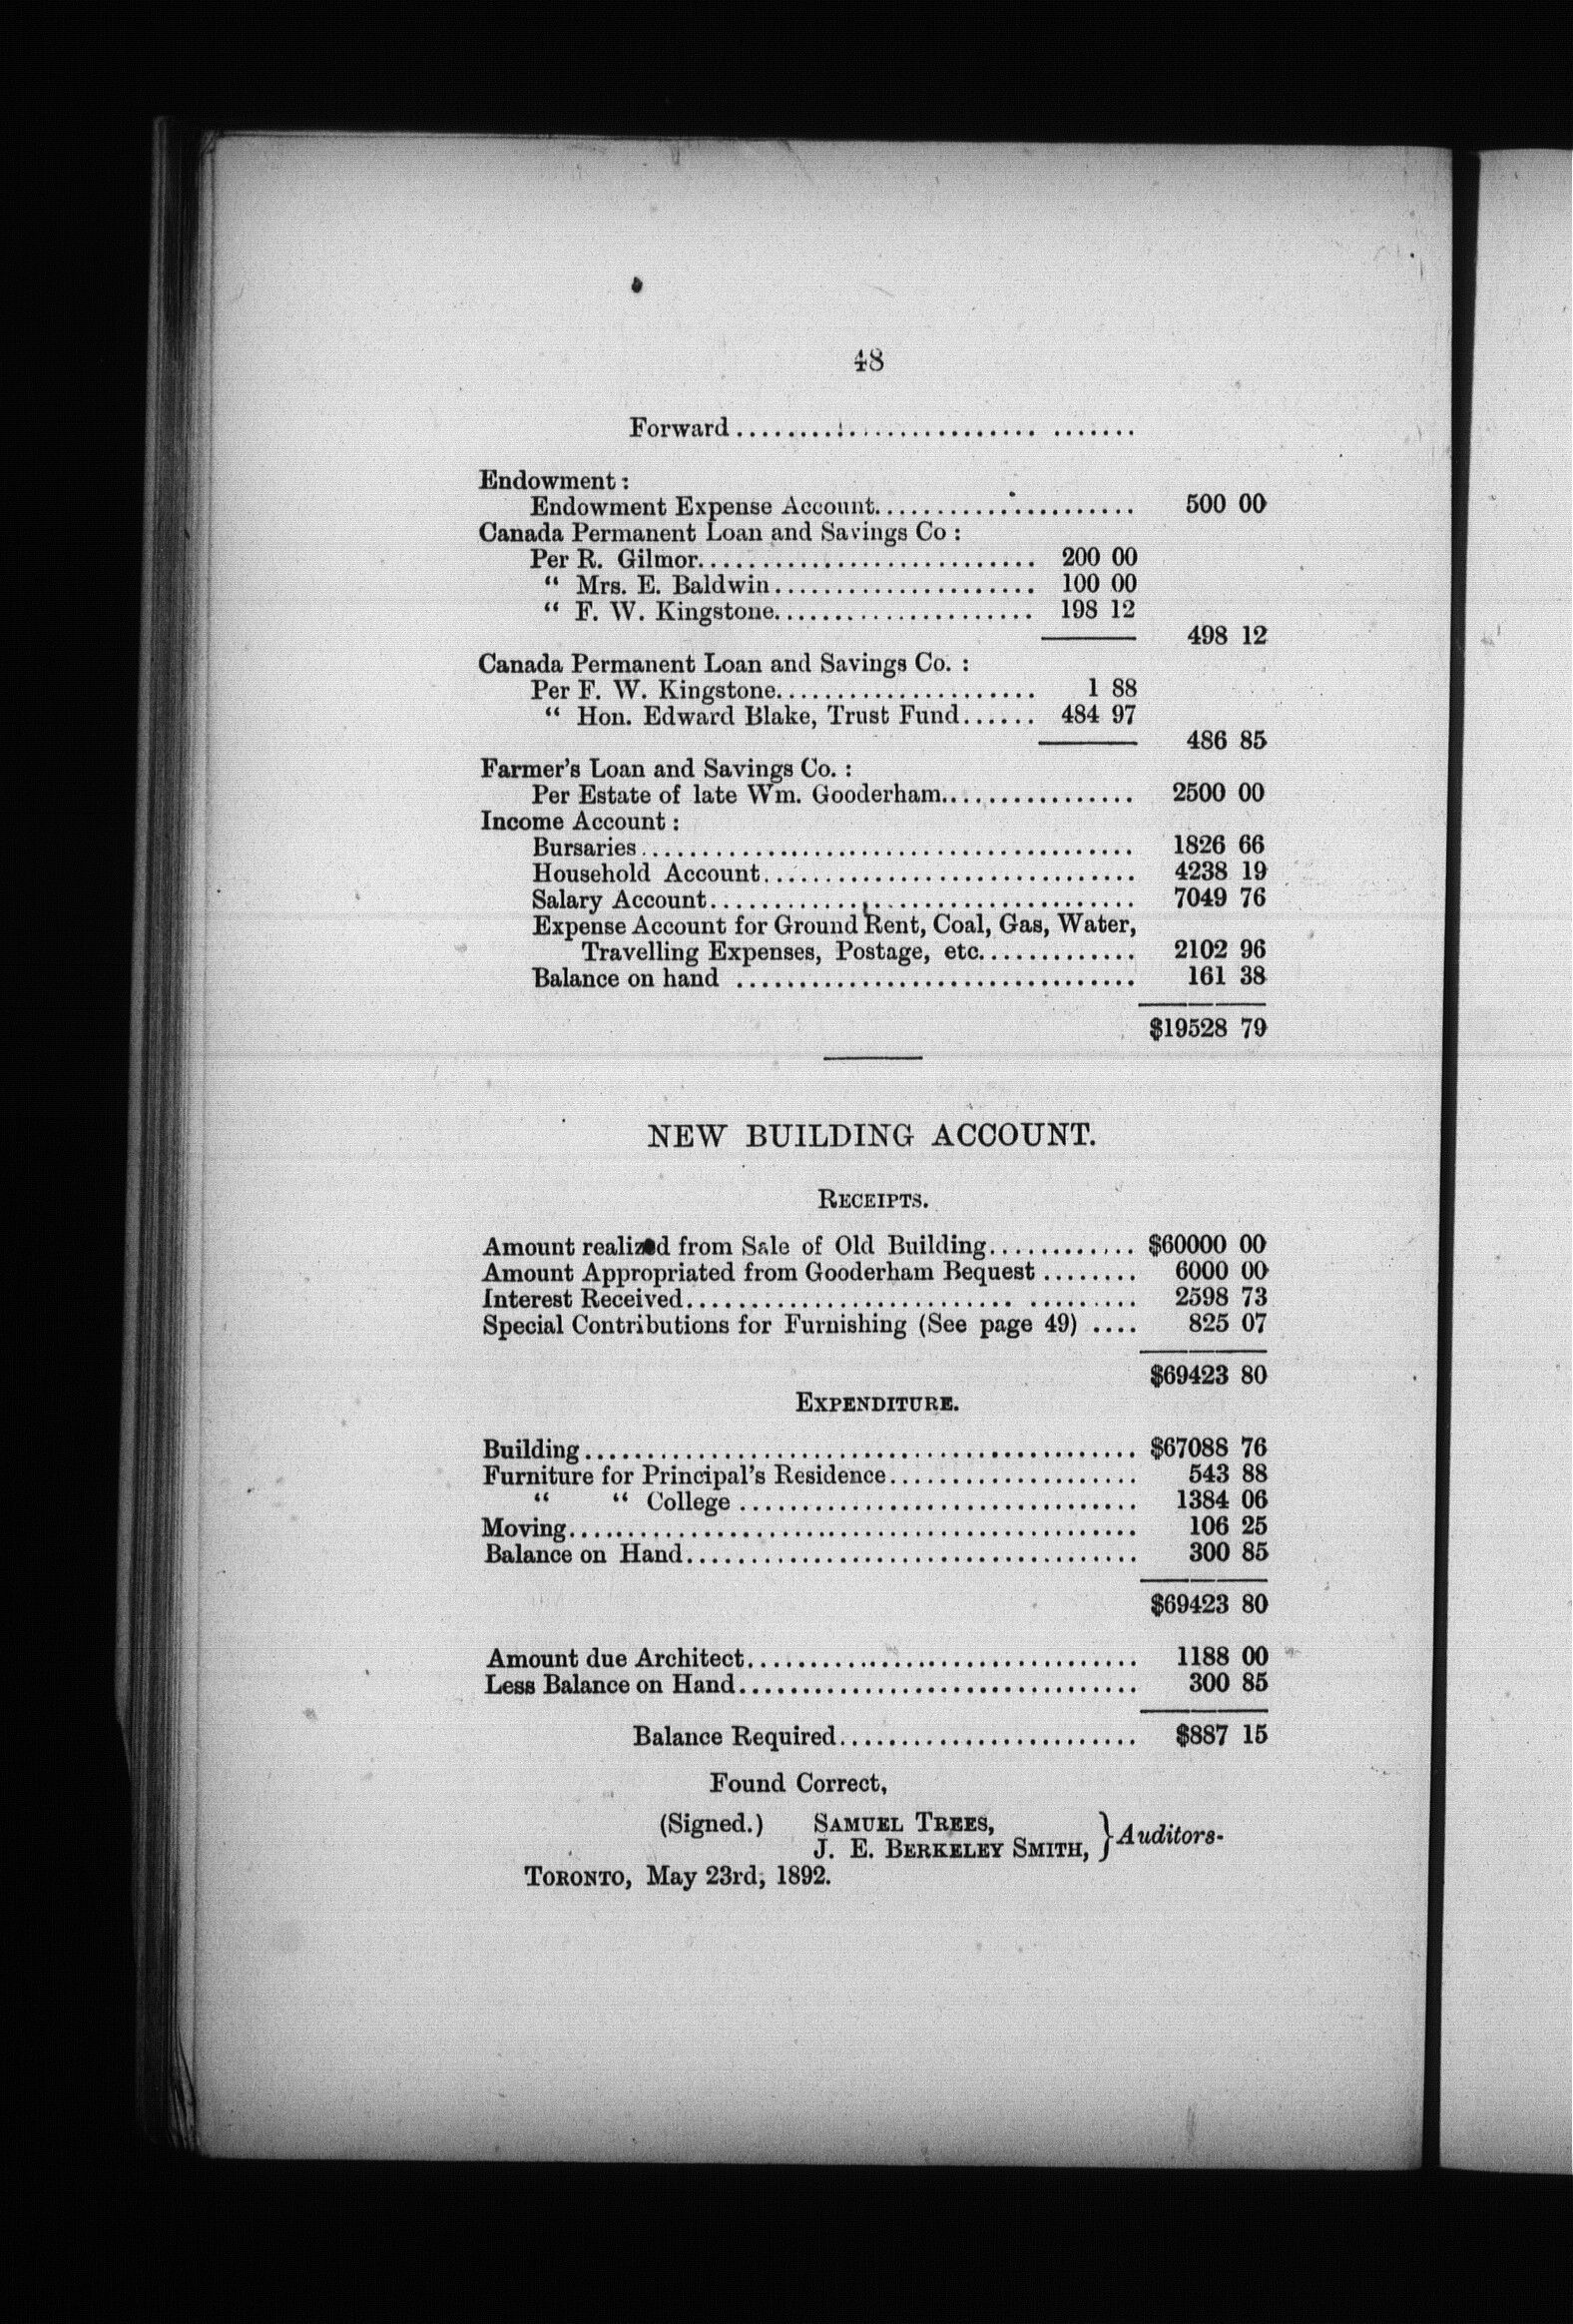 48
Forward.................................. .......
Endowment :
Endowment Expense Account...................... 500 00
Canada Permanent Loan and Savings Co :
Per R. Gilmor............................ 200 00
“ Mrs. E. Baldwin...................... 100 00
“ F. W. Kingstone...................... 198 12
498 12
Canada Permanent Loan and Savings Co. :
Per F. W. Kingstone...................... 1 88
“ Hon. Edward Blake, Trust Fund...... 484 97
486 85
Farmer's Loan and Savings Co. :
Per Estate of late Wm. Gooderham................ 2500 00
Income Account :
Bursaries......................................... 1826 66
Household Account............................... 4238 19
Salary Account.................................... 7049 76
Expense Account for Ground Rent, Coal, Gas, Water,
Travelling Expenses, Postage, etc............. 2102 96
Balance on hand ................................. 161 38
$19528 79
NEW BUILDING ACCOUNT.
RECEIPTS.
Amount realized from Sale of Old Building............ $60000 00
Amount Appropriated from Gooderham Bequest ........ 6000 00
Interest Received........................... ......... 2598 73
Special Contributions for Furnishing (See page 49) .... 825 07
$69423 80
EXPENDITURE.
Building.............................................. $67088 76
Furniture for Principal's Residence.................... 543 88
“ “ College ................................ 1384 06
Moving............................................... 106 25
Balance on Hand..................................... 300 85
$69423 80
Amount due Architect................................ 1188 00
Less Balance on Hand................................ 300 85
Balance Required........................ $887 15
Found Correct,
(Signed.) SAMUEL TREES,
J. E. BERKELEY SMITH, } Auditors-
TORONTO, May 23rd, 1892.